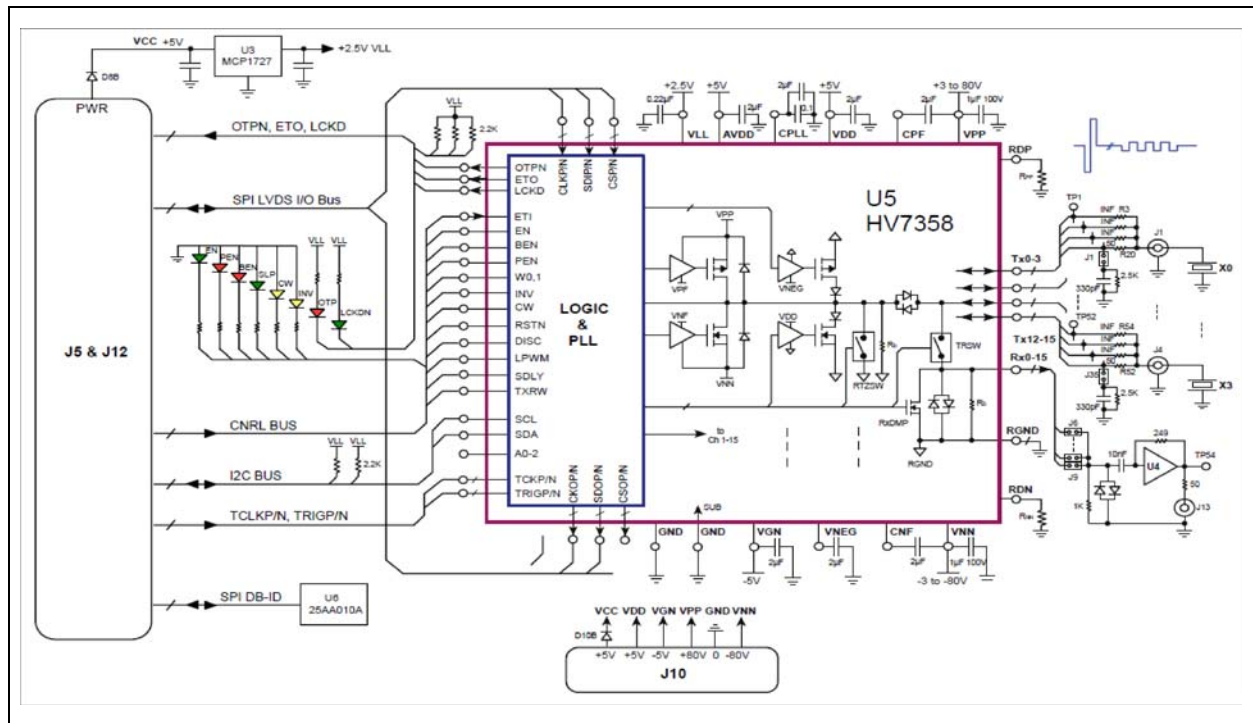 VCC +5V
U3
MCP1727
+2.5V VLL
D8B
PWR
OTPN, ETO, LCKD
VLL
2.2K
SPI LVDS I/O Bus
EN
PEN
BEN
SLP
CW
INV
VLL
VLL
OTP
LCKDN
J5 & J12
CNRL BUS
VLL
VLL
2.2K
I2C BUS
TCLKP/N, TRIGP/N
SPI DB-ID
U6
25AA010A
+2.5V
+5V
2µF
+5V
+3 to 80V
0.22µF
2µF
0.1
2µF
2µF
1µF 100V
VLL
AVDD
CPLL
VDD
CPF
VPP
CLKP/N
SDIP/N
CSP/N
OTPN
ETO
LCKD
ETI
EN
BEN
PEN
W0,1
INV
CW
RSTN
DISC
LPWM
SDLY
TXRW
SCL
SDA
A0-2
TCKP/N
TRIGP/N
LOGIC
&
PLL
CKOP/N
SDOP/N
CSOP/N
U5
HV7358
VPP
VPF
VNEG
VNF
VDD
VNN
RTZSW
TRSW
RxDMP
RGND
to
Ch 1-15
RDP
Tx0-3
Tx12-15
Rx0-15
RGND
RDN
TP1
INF
R3
INF
INF
50
R20
J1
J1
2.5K
330pF
X0
TP52
INF
R54
INF
INF
50
R52
J4
J35
2.5K
330pF
X3
J6
J9
10nF
249
U4
TP54
50
1K
J13
SUB
GND
GND
VGN
VNEG
CNF
VNN
2µF
2µF
2µF
1µF 100V
-5V
-3 to -80V
VCC VDD VGN VPP GND VNN
D10B
+5V +5V -5V +80V 0 -80V
J10